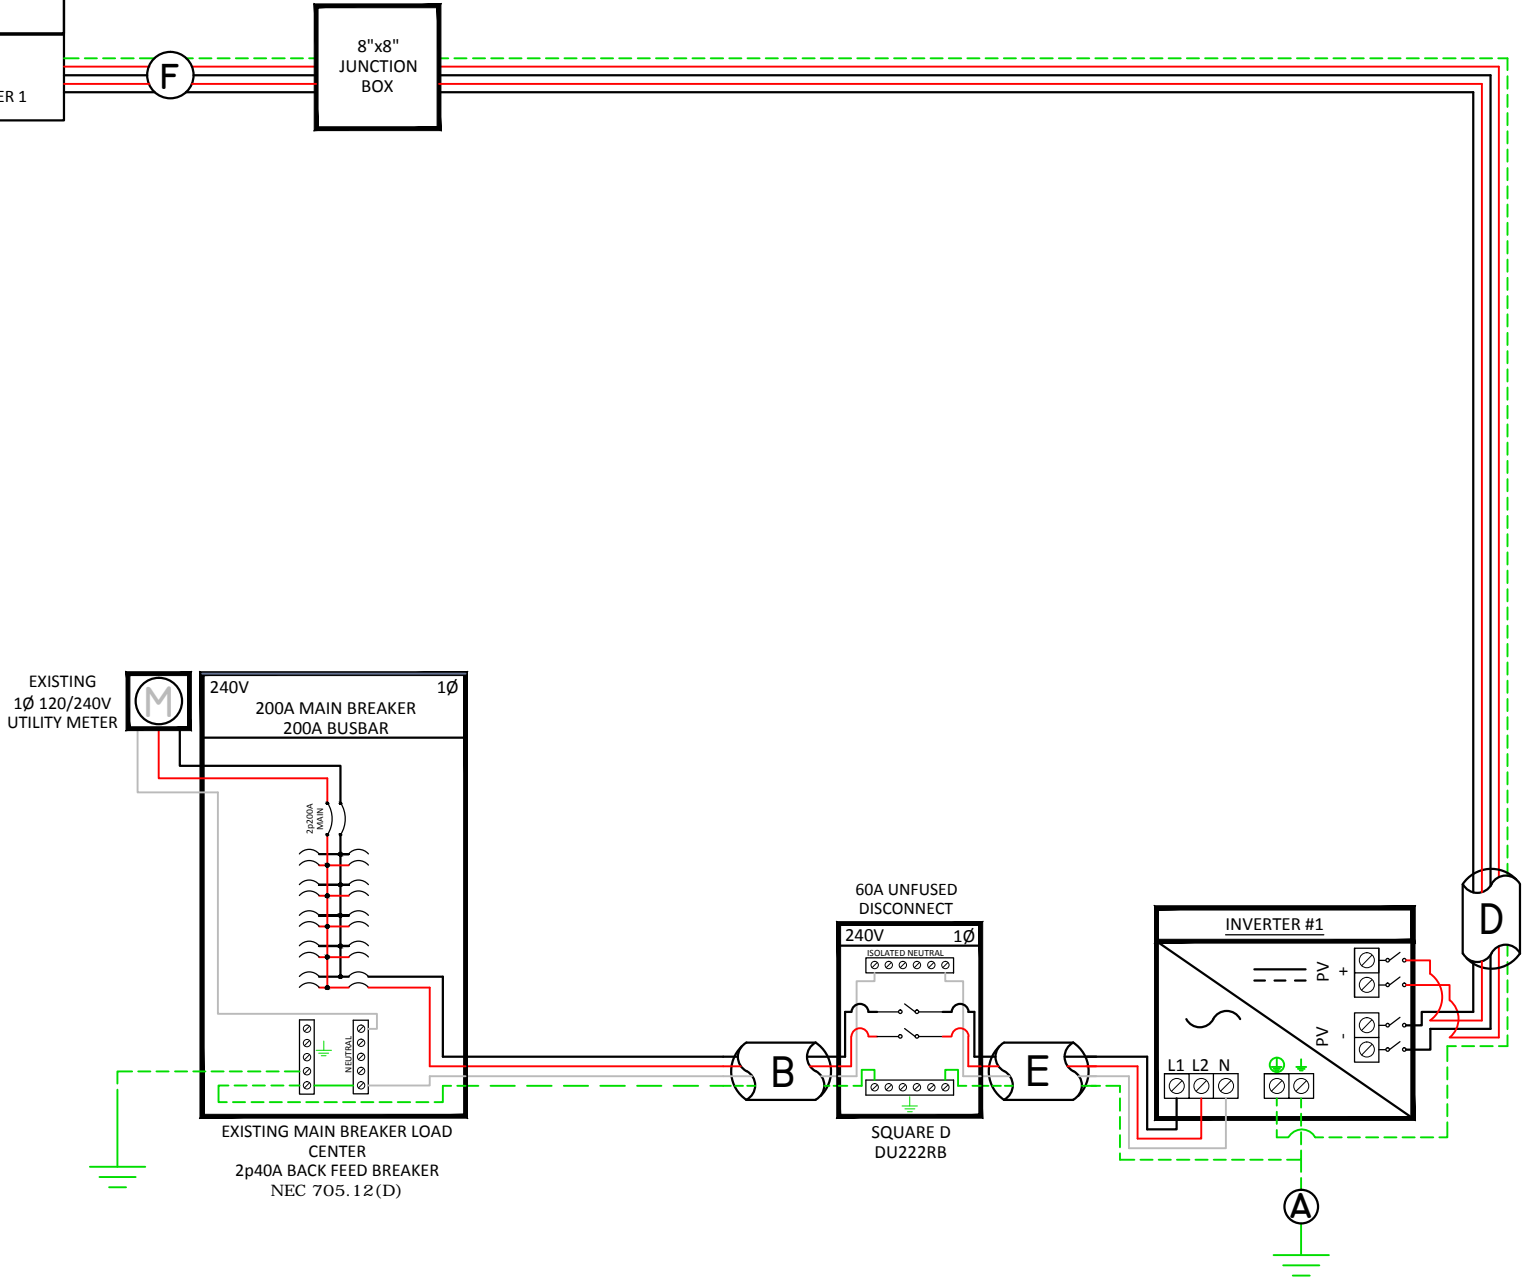 8"x8"
JUNCTION
BOX
F
ER 1
EXISTING
1Ø 120/240V
UTILITY METER
M
240V 1Ø
200A MAIN BREAKER
200A BUSBAR
2p200A
MAIN
NEUTRAL
EXISTING MAIN BREAKER LOAD
CENTER
2p40A BACK FEED BREAKER
NEC 705.12(D)
B
60A UNFUSED
DISCONNECT
240V 1Ø
ISOLATED NEUTRAL
SQUARE D
DU222RB
E
INVERTER #1
PV +
PV -
L1 L2 N
D
A